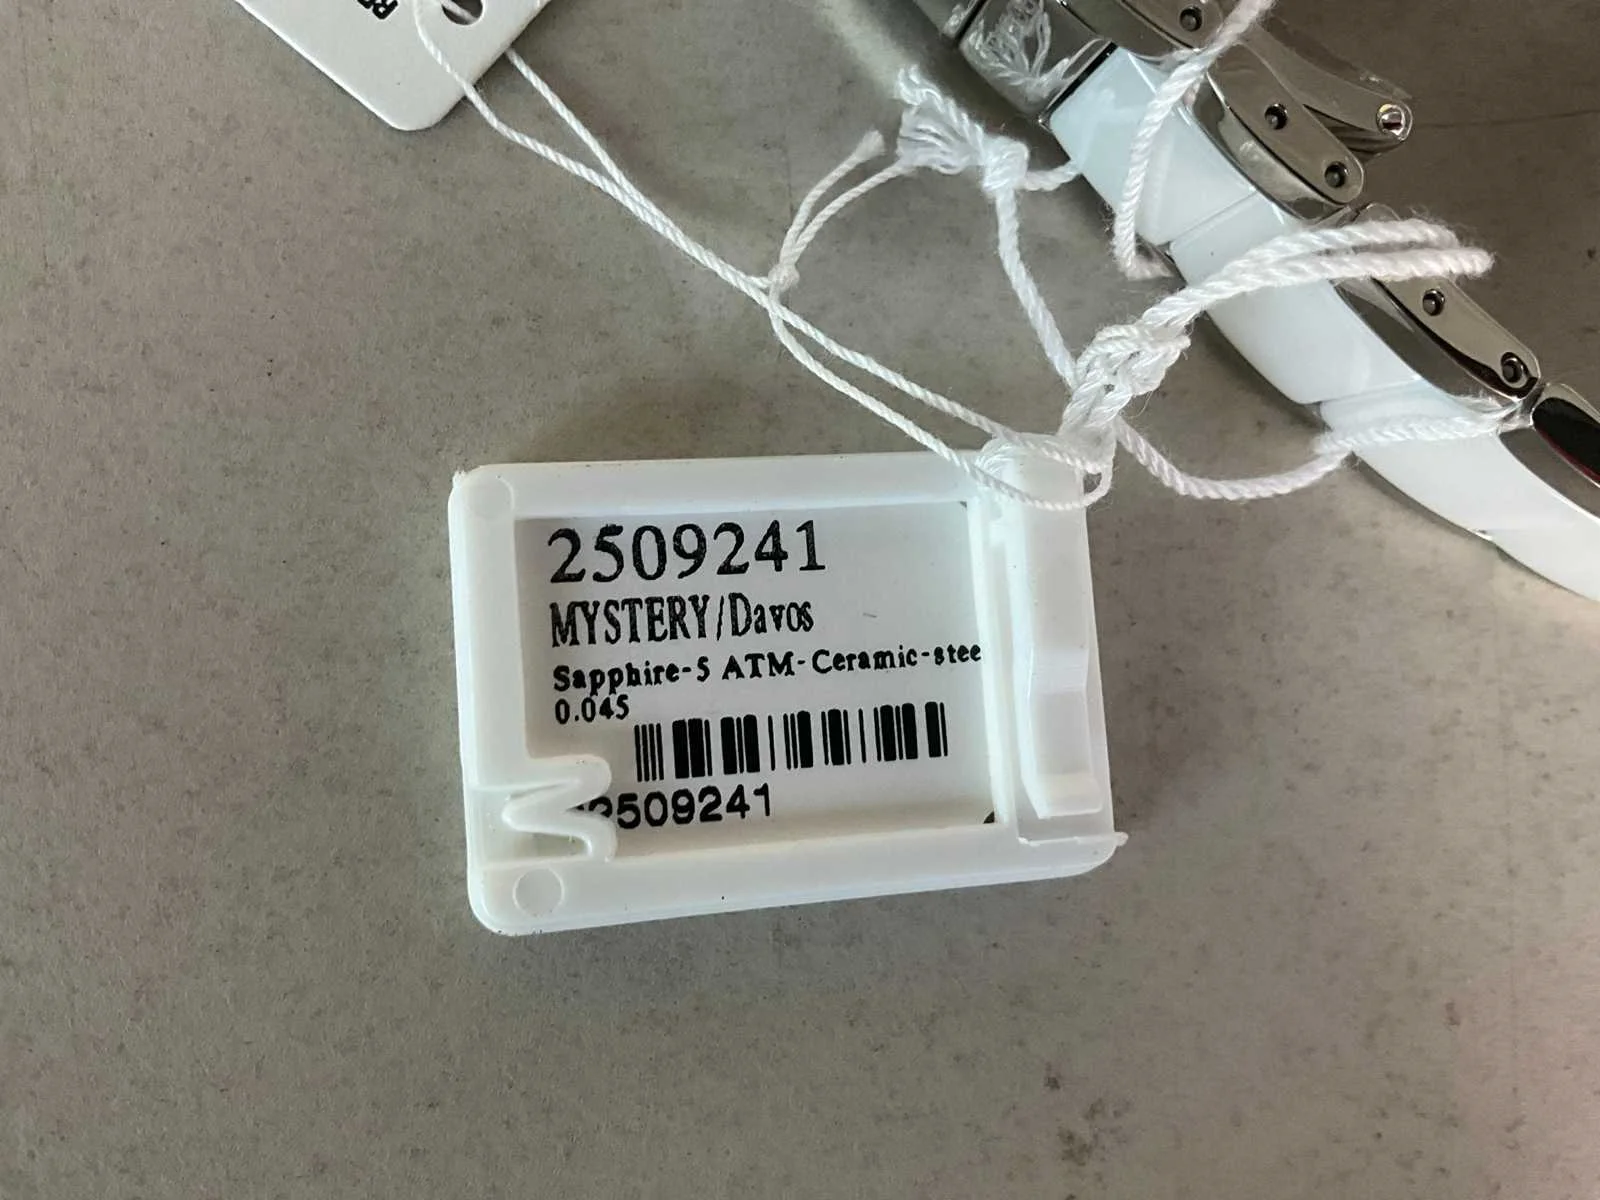 2509241
MYSTERY/Davos
Sapphire-5 ATM-Ceramic-stee
0.045
2509241